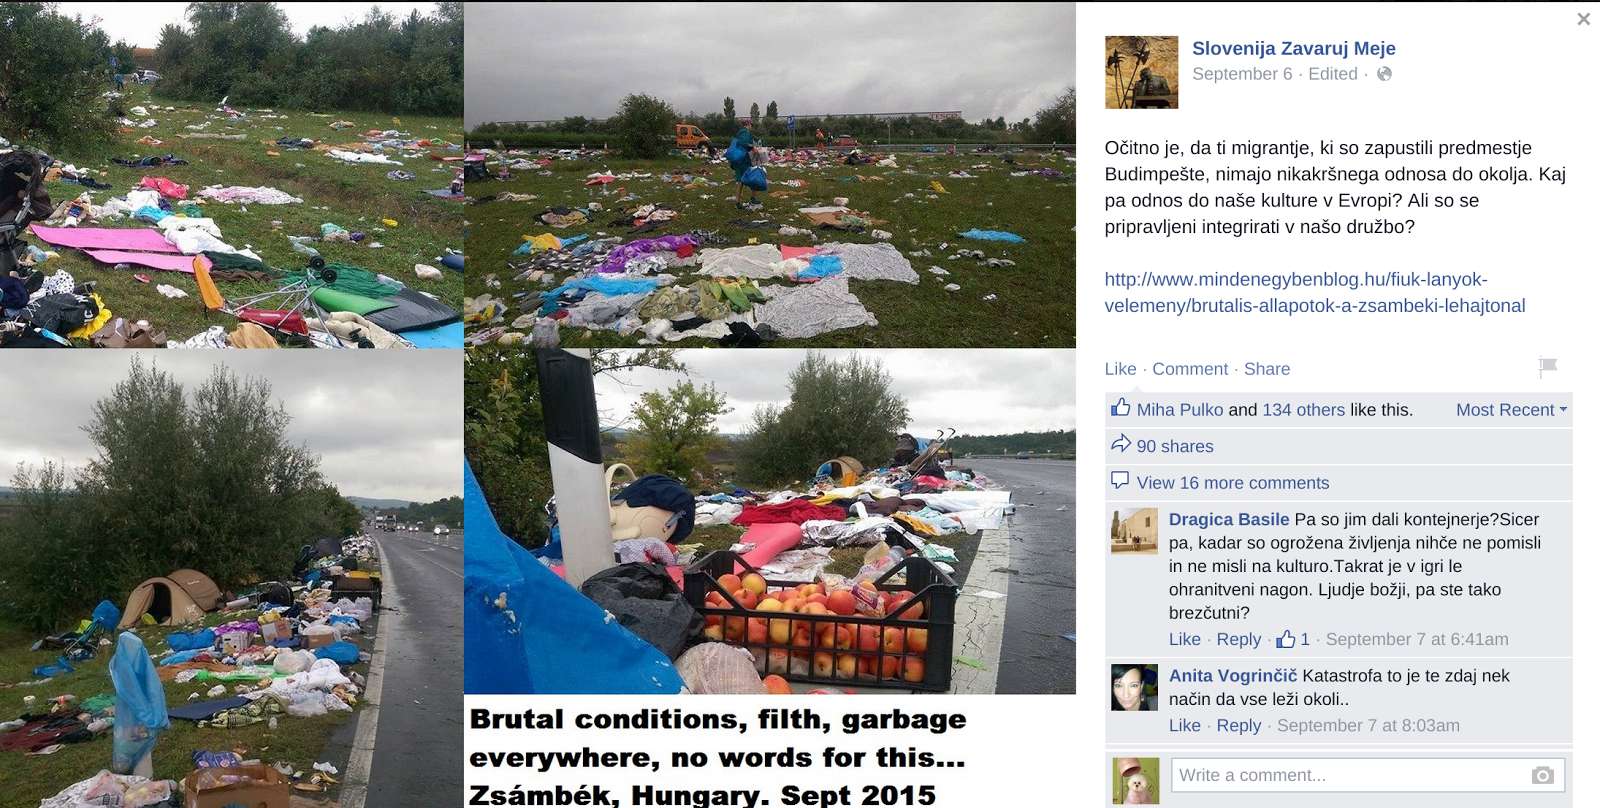 Brutal conditions, filth, garbage
everywhere, no words for this...
Zsámbék, Hungary. Sept 2015
Slovenija Zavaruj Meje
September 6 · Edited ·
Očitno je, da ti migrantje, ki so zapustili predmestje
Budimpešte, nimajo nikakršnega odnosa do okolja. Kaj
pa odnos do naše kulture v Evropi? Ali so se
pripravljeni integrirati v našo družbo?
http://www.mindenegybenblog.hu/fiuk-lanyok-
velemeny/brutalis-allapotok-a-zsambeki-lehajtonal
Like · Comment · Share
Miha Pulko and 134 others like this. Most Recent
90 shares
View 16 more comments
Dragica Basile Pa so jim dali kontejnerje?Sicer
pa, kadar so ogrožena življenja nihče ne pomisli
in ne misli na kulturo.Takrat je v igri le
ohranitveni nagon. Ljudje božji, pa ste tako
brezčutni?
Like · Reply · 1 · September 7 at 6:41am
Anita Vogrinčič Katastrofa to je te zdaj nek
način da vse leži okoli..
Like · Reply · September 7 at 8:03am
Write a comment...